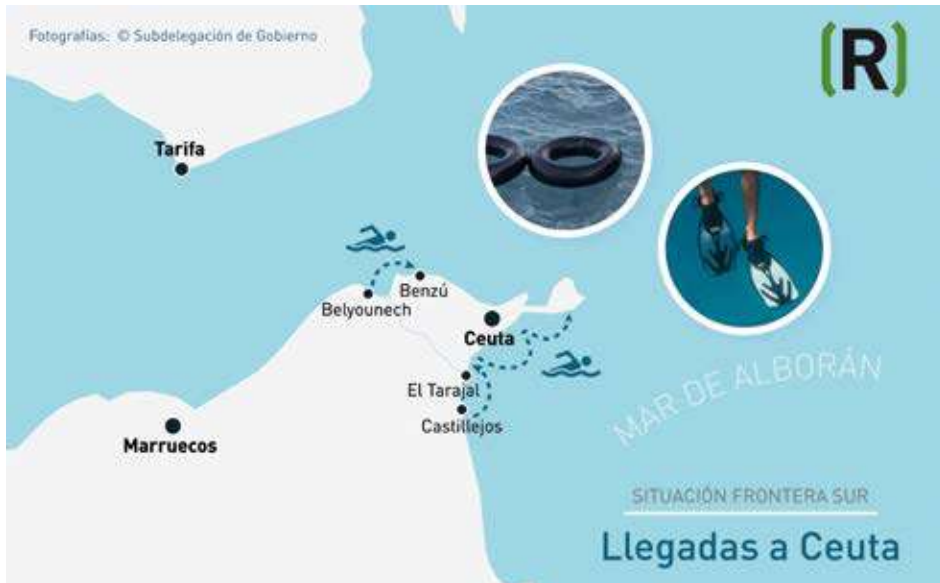 Fotografías: © Subdelegación de Gobierno
(R)
Tarifa
Benzú
Belyounech
Ceuta
El Tarajal
Castillejos
MAR DE ALBORÁN
Marruecos
SITUACIÓN FRONTERA SUR
Llegadas a Ceuta